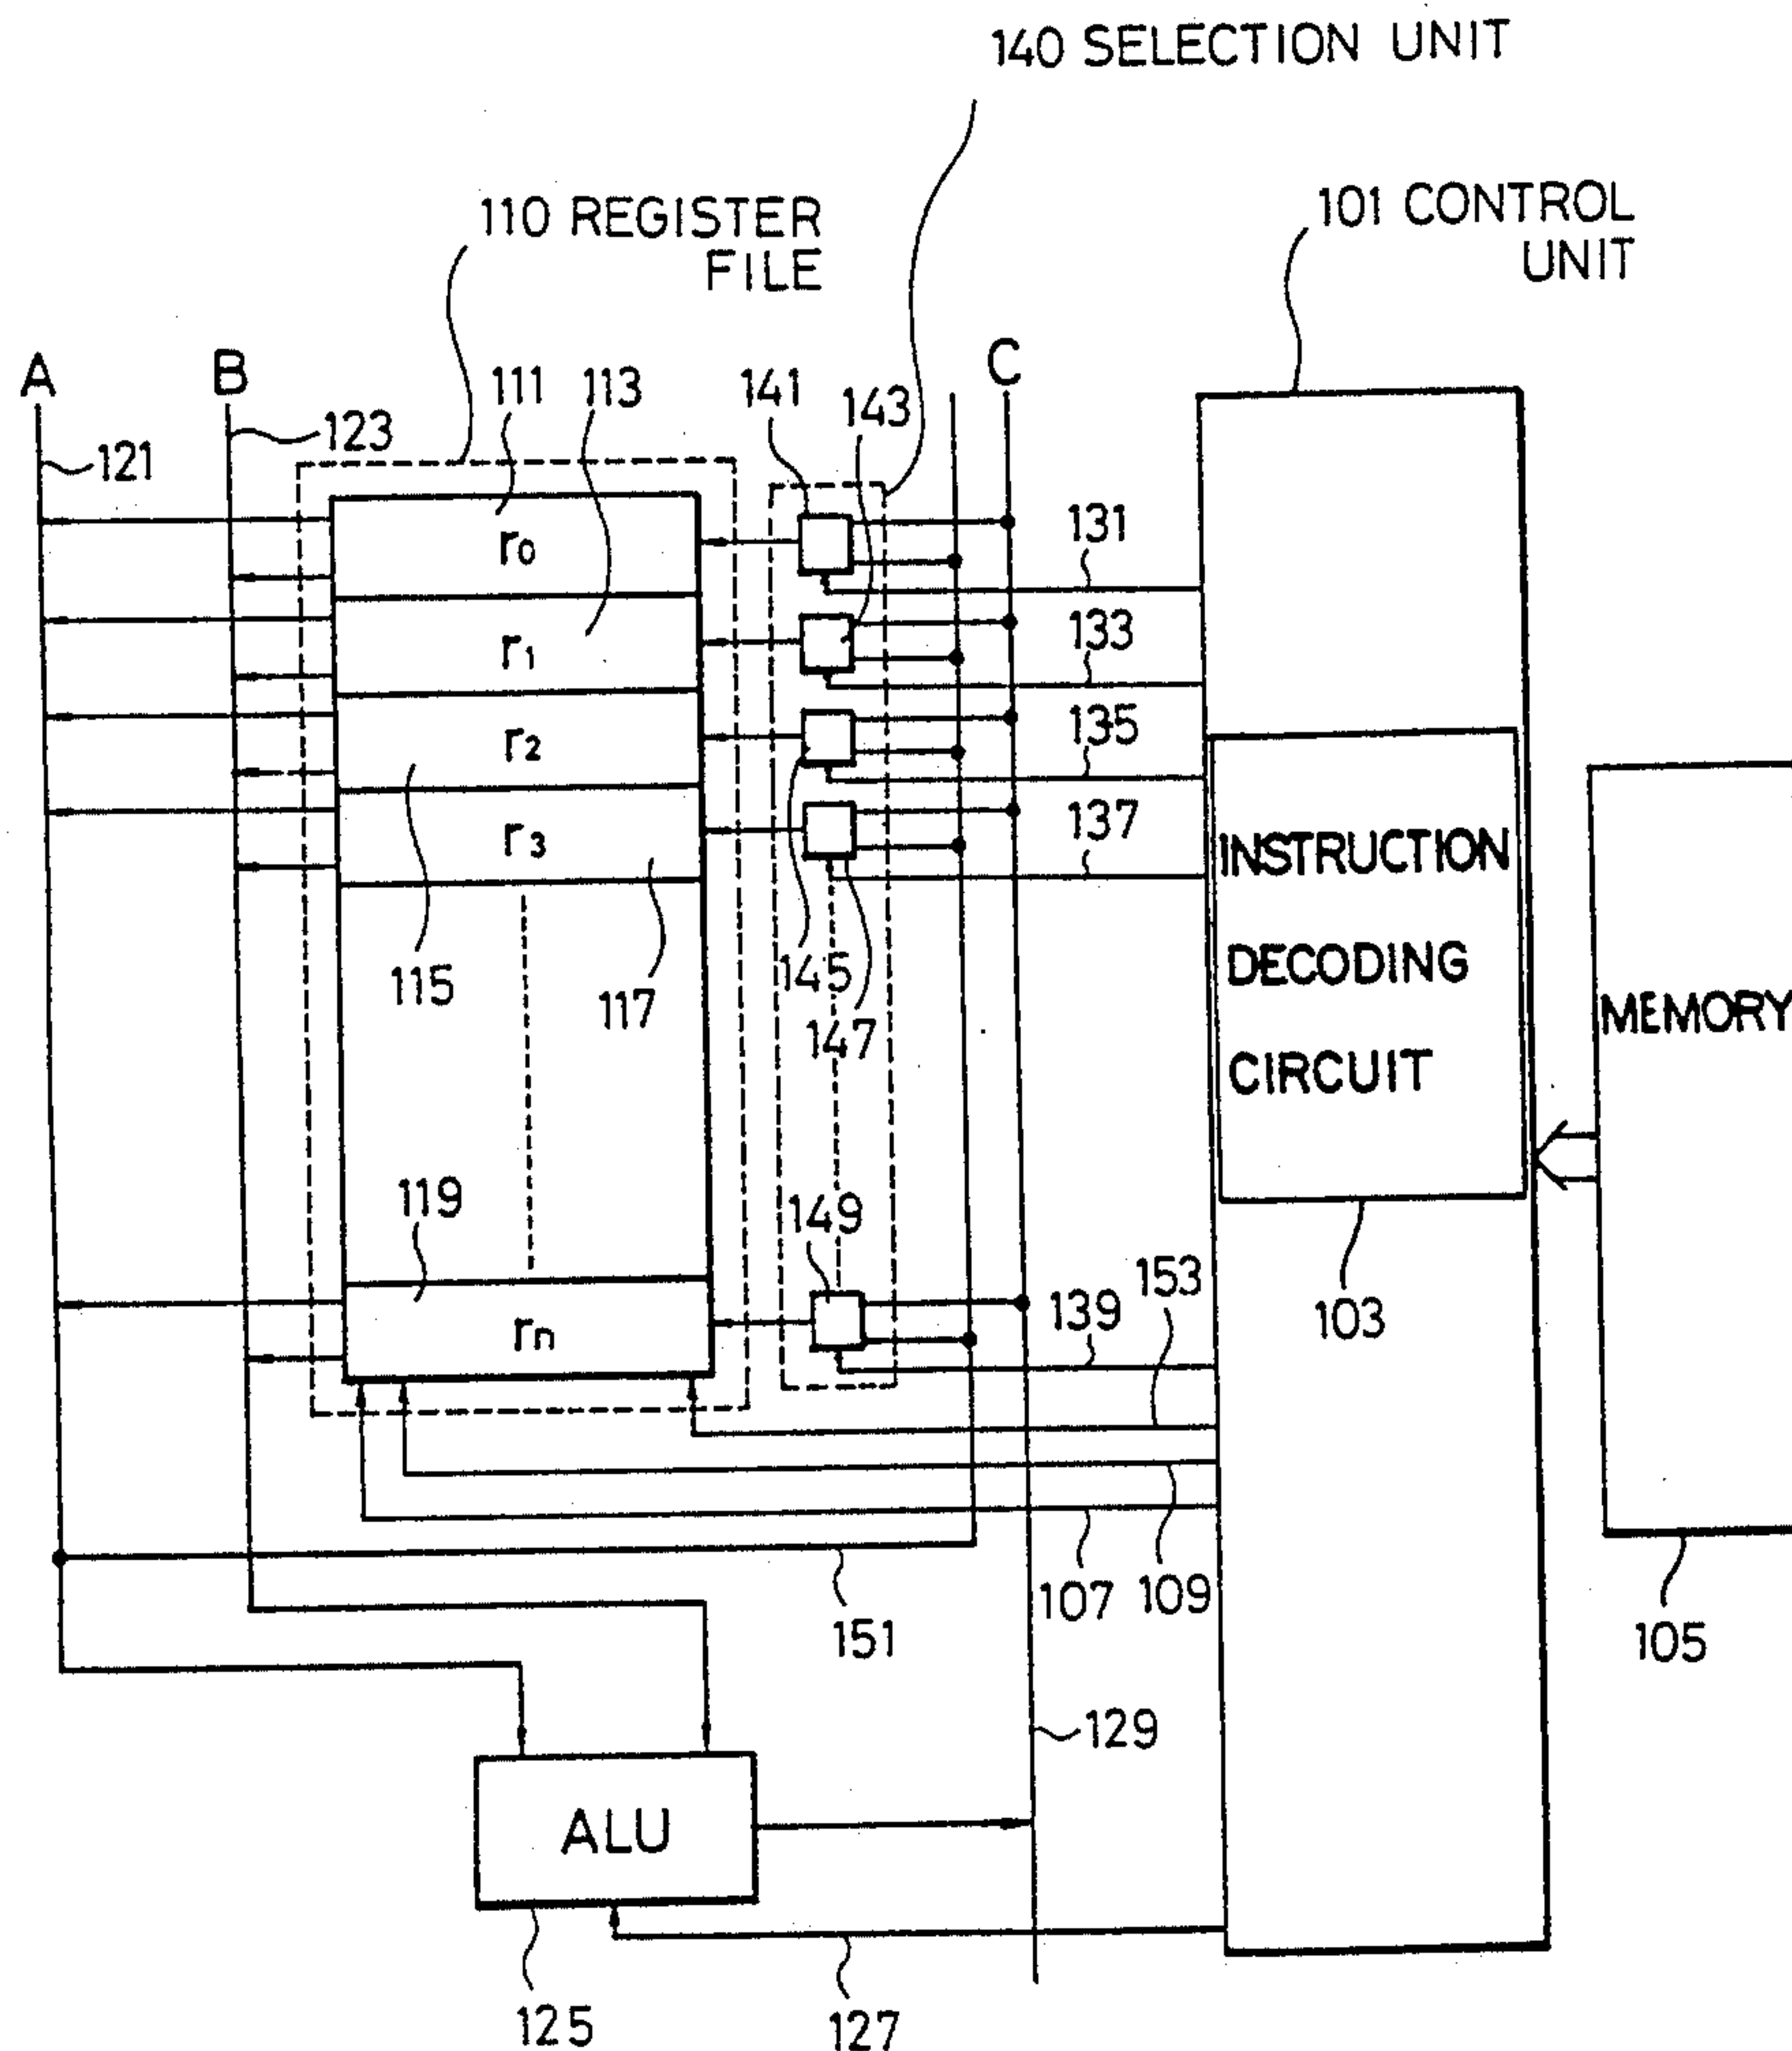 140 SELECTION UNIT
110 REGISTER
FILE
101 CONTROL
UNIT
A
B
C
111
113
141
143
123
121
r0
131
r1
133
r2
135
r3
137
INSTRUCTION
DECODING
CIRCUIT
MEMORY
115
117
145
147
119
149
rn
139
153
103
107
109
151
105
129
ALU
125
127